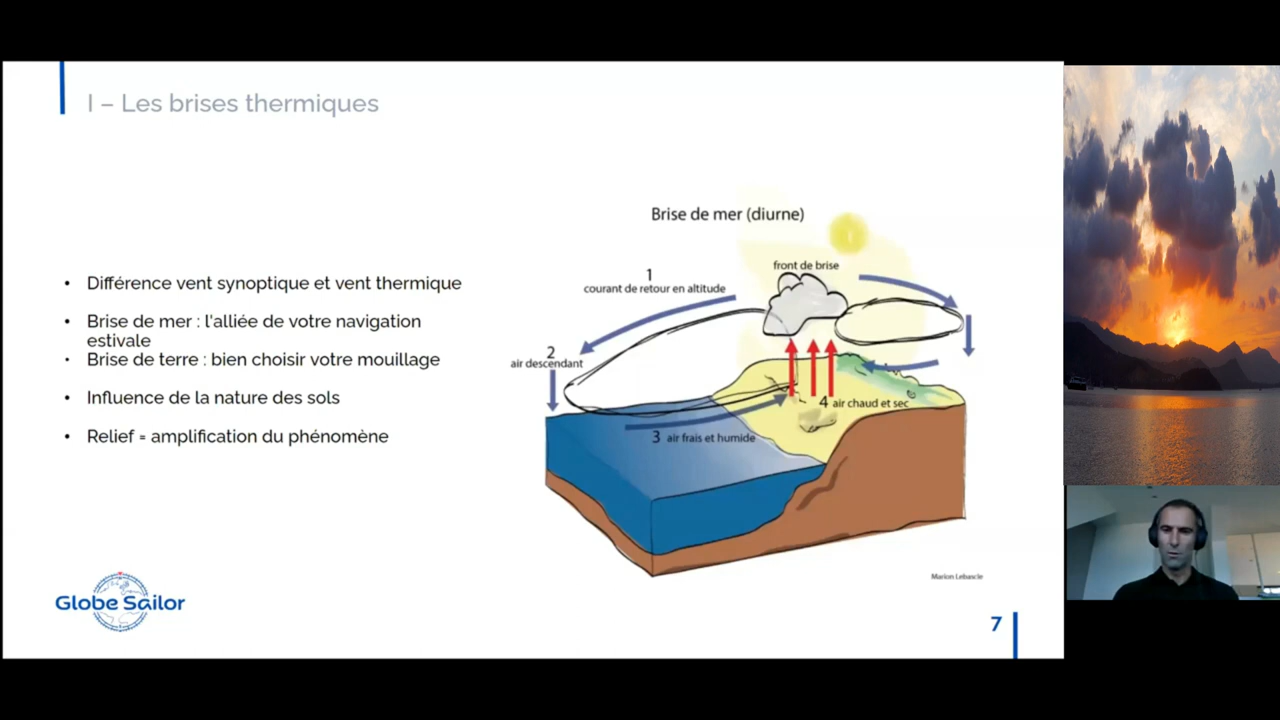 I – Les brises thermiques
• Différence vent synoptique et vent thermique
• Brise de mer : l'alliée de votre navigation
estivale
• Brise de terre : bien choisir votre mouillage
• Influence de la nature des sols
• Relief = amplification du phénomène
Brise de mer (diurne)
front de brise
1
courant de retour en altitude
2
air descendant
3 air frais et humide
4 air chaud et sec
Marion Lebascle
Globe Sailor
7